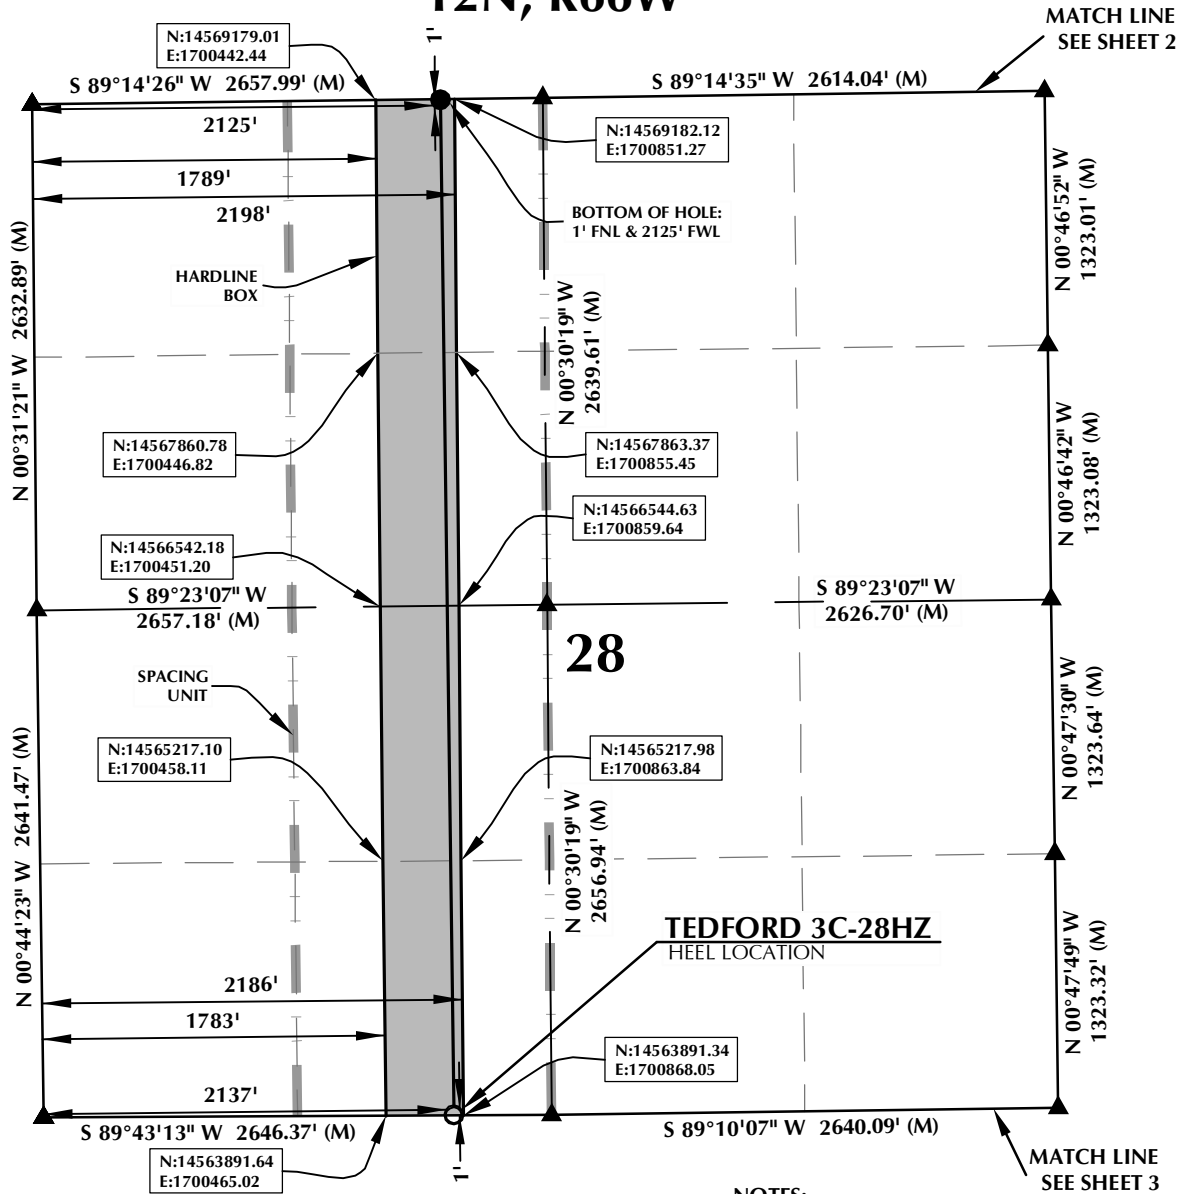 12N, R66W
MATCH LINE
SEE SHEET 2
N:14569179.01
E:1700442.44
1'
S 89°14'26" W 2657.99' (M)
S 89°14'35" W 2614.04' (M)
2125'
N:14569182.12
E:1700851.27
1789'
2198'
BOTTOM OF HOLE:
1' FNL & 2125' FWL
HARDLINE
BOX
N 00°31'21" W 2632.89' (M)
N 00°30'19" W
2639.61' (M)
N 00°46'52" W
1323.01' (M)
N:14567860.78
E:1700446.82
N:14567863.37
E:1700855.45
N 00°46'42" W
1323.08' (M)
N:14566544.63
E:1700859.64
N:14566542.18
E:1700451.20
S 89°23'07" W
2657.18' (M)
S 89°23'07" W
2626.70' (M)
28
SPACING
UNIT
N 00°47'30" W
1323.64' (M)
N:14565217.10
E:1700458.11
N:14565217.98
E:1700863.84
N 00°44'23" W 2641.47' (M)
N 00°30'19" W
2656.94' (M)
TEDFORD 3C-28HZ
HEEL LOCATION
N 00°47'49" W
1323.32' (M)
2186'
1783'
N:14563891.34
E:1700868.05
2137'
S 89°43'13" W 2646.37' (M)
S 89°10'07" W 2640.09' (M)
1'
N:14563891.64
E:1700465.02
MATCH LINE
SEE SHEET 3
NOTES: